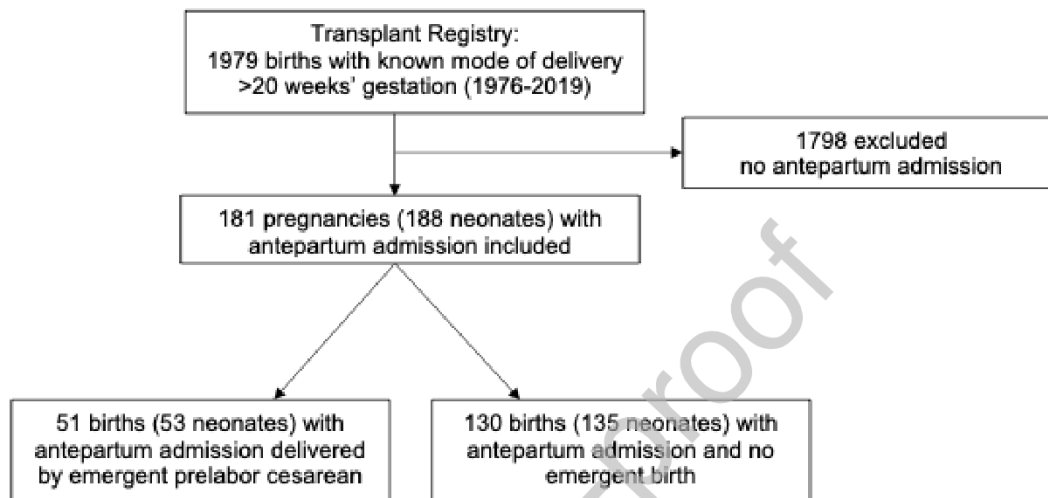 Transplant Registry:
1979 births with known mode of delivery
>20 weeks' gestation (1976-2019)
1798 excluded
no antepartum admission
181 pregnancies (188 neonates) with
antepartum admission included
51 births (53 neonates) with
antepartum admission delivered
by emergent prelabor cesarean
130 births (135 neonates) with
antepartum admission and no
emergent birth
proof